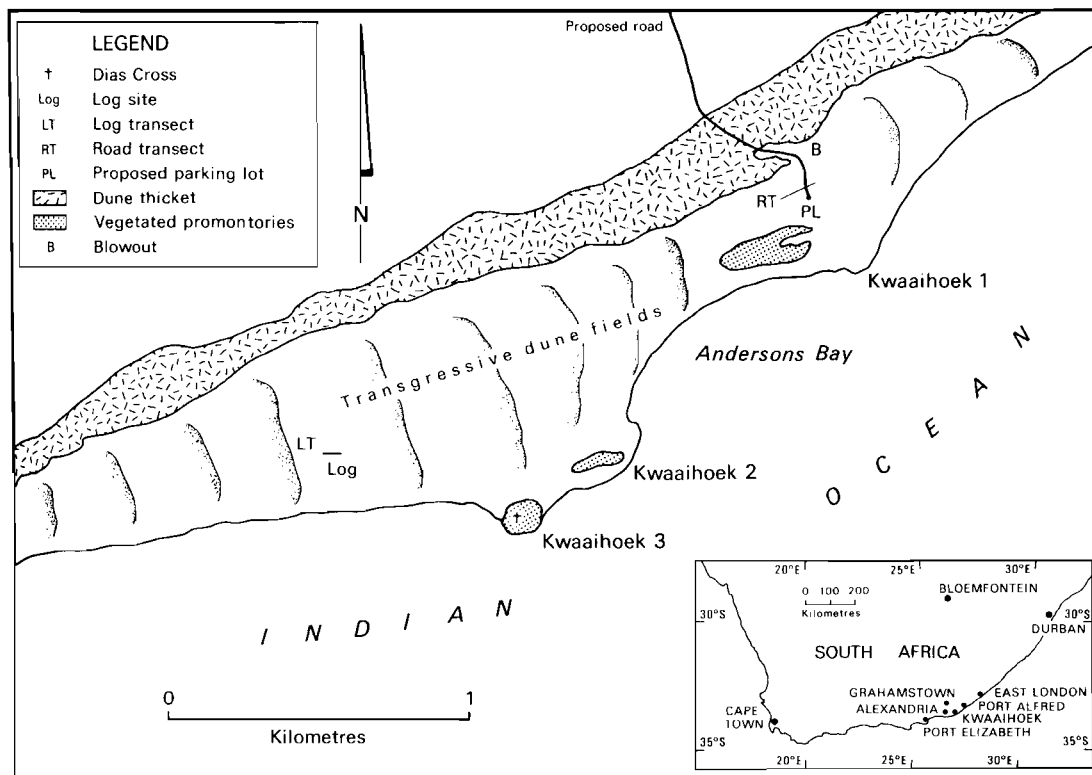 LEGEND
† Dias Cross
Log Log site
LT Log transect
RT Road transect
PL Proposed parking lot
Dune thicket
Vegetated promontories
B Blowout
N
Proposed road
B
RT
PL
Kwaaihoek 1
Transgressive dune fields
Andersons Bay
LT
Log
Kwaaihoek 2
†
Kwaaihoek 3
INDIAN
OCEAN
0 1
Kilometres
20°E 25°E 30°E
0 100 200
Kilometres
BLOEMFONTEIN
30°S 30°S
DURBAN
SOUTH AFRICA
GRAHAMSTOWN
EAST LONDON
ALEXANDRIA
PORT ALFRED
CAPE TOWN
KWAAIHOEK
PORT ELIZABETH
35°S 35°S
20°E 25°E 30°E